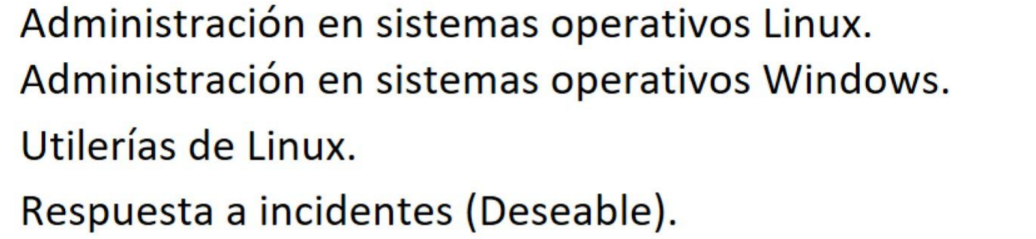 Administración en sistemas operativos Linux.
Administración en sistemas operativos Windows.
Utilerías de Linux.
Respuesta a incidentes (Deseable).